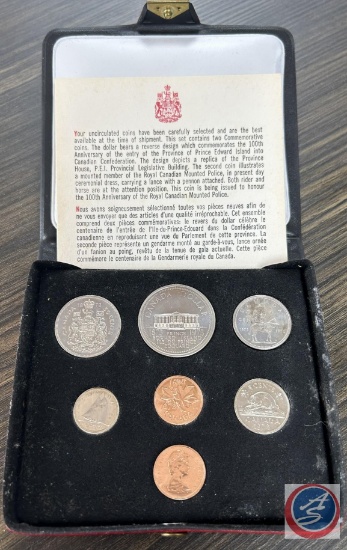 Your uncirculated coins have been carefully selected and are the best
available at the time of shipment. This set contains two Commemorative
coins. The dollar bears a reverse design which commemorates the 100th
Anniversary of the entry of the Province of Prince Edward Island into
Canadian Confederation. The design depicts a replica of the Province
House, P.E.I. Provincial Legislative Building. The second coin illustrates
a mounted member of the Royal Canadian Mounted Police, in present day
ceremonial dress, carrying a lance with a pennon attached. Both rider and
horse are at the attention position. This coin is being issued to honour
the 100th Anniversary of the Royal Canadian Mounted Police.
Nous avons soigneusement sélectionné toutes vos pièces neuves afin de
ne vous envoyer que des articles d'une qualité irréprochable. Cet ensemble
comprend deux pièces commémoratives: le revers du dollar célèbre le
centenaire de l'entrée de l'Île-du-Prince-Édouard dans la Confédération
canadienne en reproduisant une vue du Parlement de cette province. La
seconde pièce représente un gendarme monté au garde-à-vous, lance ornée
d'un fanion au poing, revêtu de la tenue de gala actuelle. Cette pièce
commémore le centenaire de la Gendarmerie royale du Canada.